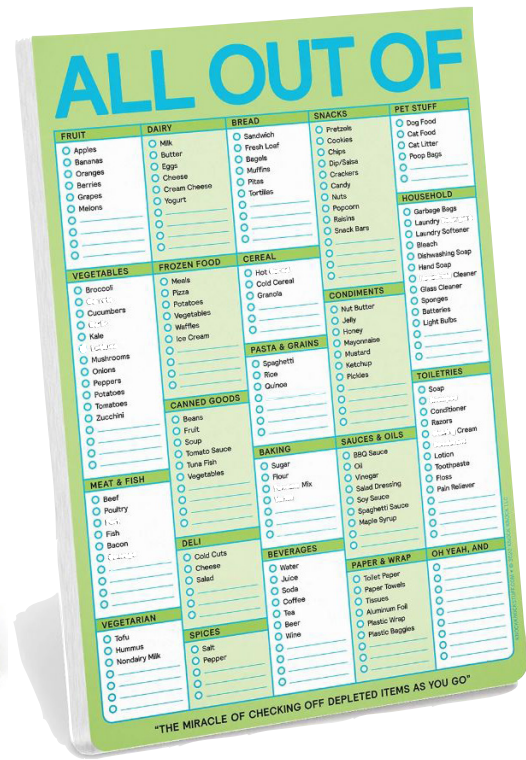 ALL OUT OF
FRUIT
Apples
Bananas
Oranges
Berries
Grapes
Melons
VEGETABLES
Broccoli
Cucumbers
Kale
Mushrooms
Onions
Peppers
Potatoes
Tomatoes
Zucchini
MEAT & FISH
Beef
Poultry
Fish
Bacon
VEGETARIAN
Tofu
Hummus
Nondairy Milk
DAIRY
Milk
Butter
Eggs
Cheese
Cream Cheese
Yogurt
FROZEN FOOD
Meals
Pizza
Potatoes
Vegetables
Waffles
Ice Cream
CANNED GOODS
Beans
Fruit
Soup
Tomato Sauce
Tuna Fish
Vegetables
DELI
Cold Cuts
Cheese
Salad
SPICES
Salt
Pepper
BREAD
Sandwich
Fresh Loaf
Bagels
Muffins
Pitas
Tortillas
CEREAL
Hot
Cold Cereal
Granola
PASTA & GRAINS
Spaghetti
Rice
Quinoa
BAKING
Sugar
Flour
Mix
BEVERAGES
Water
Juice
Soda
Coffee
Tea
Beer
Wine
SNACKS
Pretzels
Cookies
Chips
Dip/Salsa
Crackers
Candy
Nuts
Popcorn
Raisins
Snack Bars
CONDIMENTS
Nut Butter
Jelly
Honey
Mayonnaise
Mustard
Ketchup
Pickles
SAUCES & OILS
BBQ Sauce
Oil
Vinegar
Salad Dressing
Soy Sauce
Spaghetti Sauce
Maple Syrup
PAPER & WRAP
Toilet Paper
Paper Towels
Tissues
Aluminum Foil
Plastic Wrap
Plastic Baggies
PET STUFF
Dog Food
Cat Food
Cat Litter
Poop Bags
HOUSEHOLD
Garbage Bags
Laundry
Laundry Softener
Bleach
Dishwashing Soap
Hand Soap
Cleaner
Glass Cleaner
Sponges
Batteries
Light Bulbs
TOILETRIES
Soap
Conditioner
Razors
Cream
Lotion
Toothpaste
Floss
Pain Reliever
OH YEAH, AND
"THE MIRACLE OF CHECKING OFF DEPLETED ITEMS AS YOU GO"